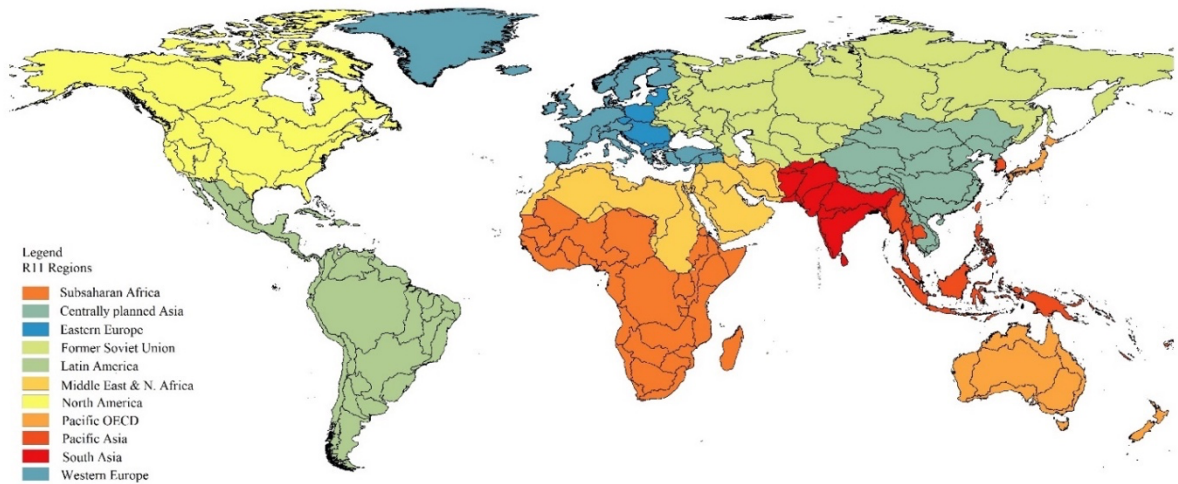 Legend
R11 Regions
Subsaharan Africa
Centrally planned Asia
Eastern Europe
Former Soviet Union
Latin America
Middle East & N. Africa
North America
Pacific OECD
Pacific Asia
South Asia
Western Europe